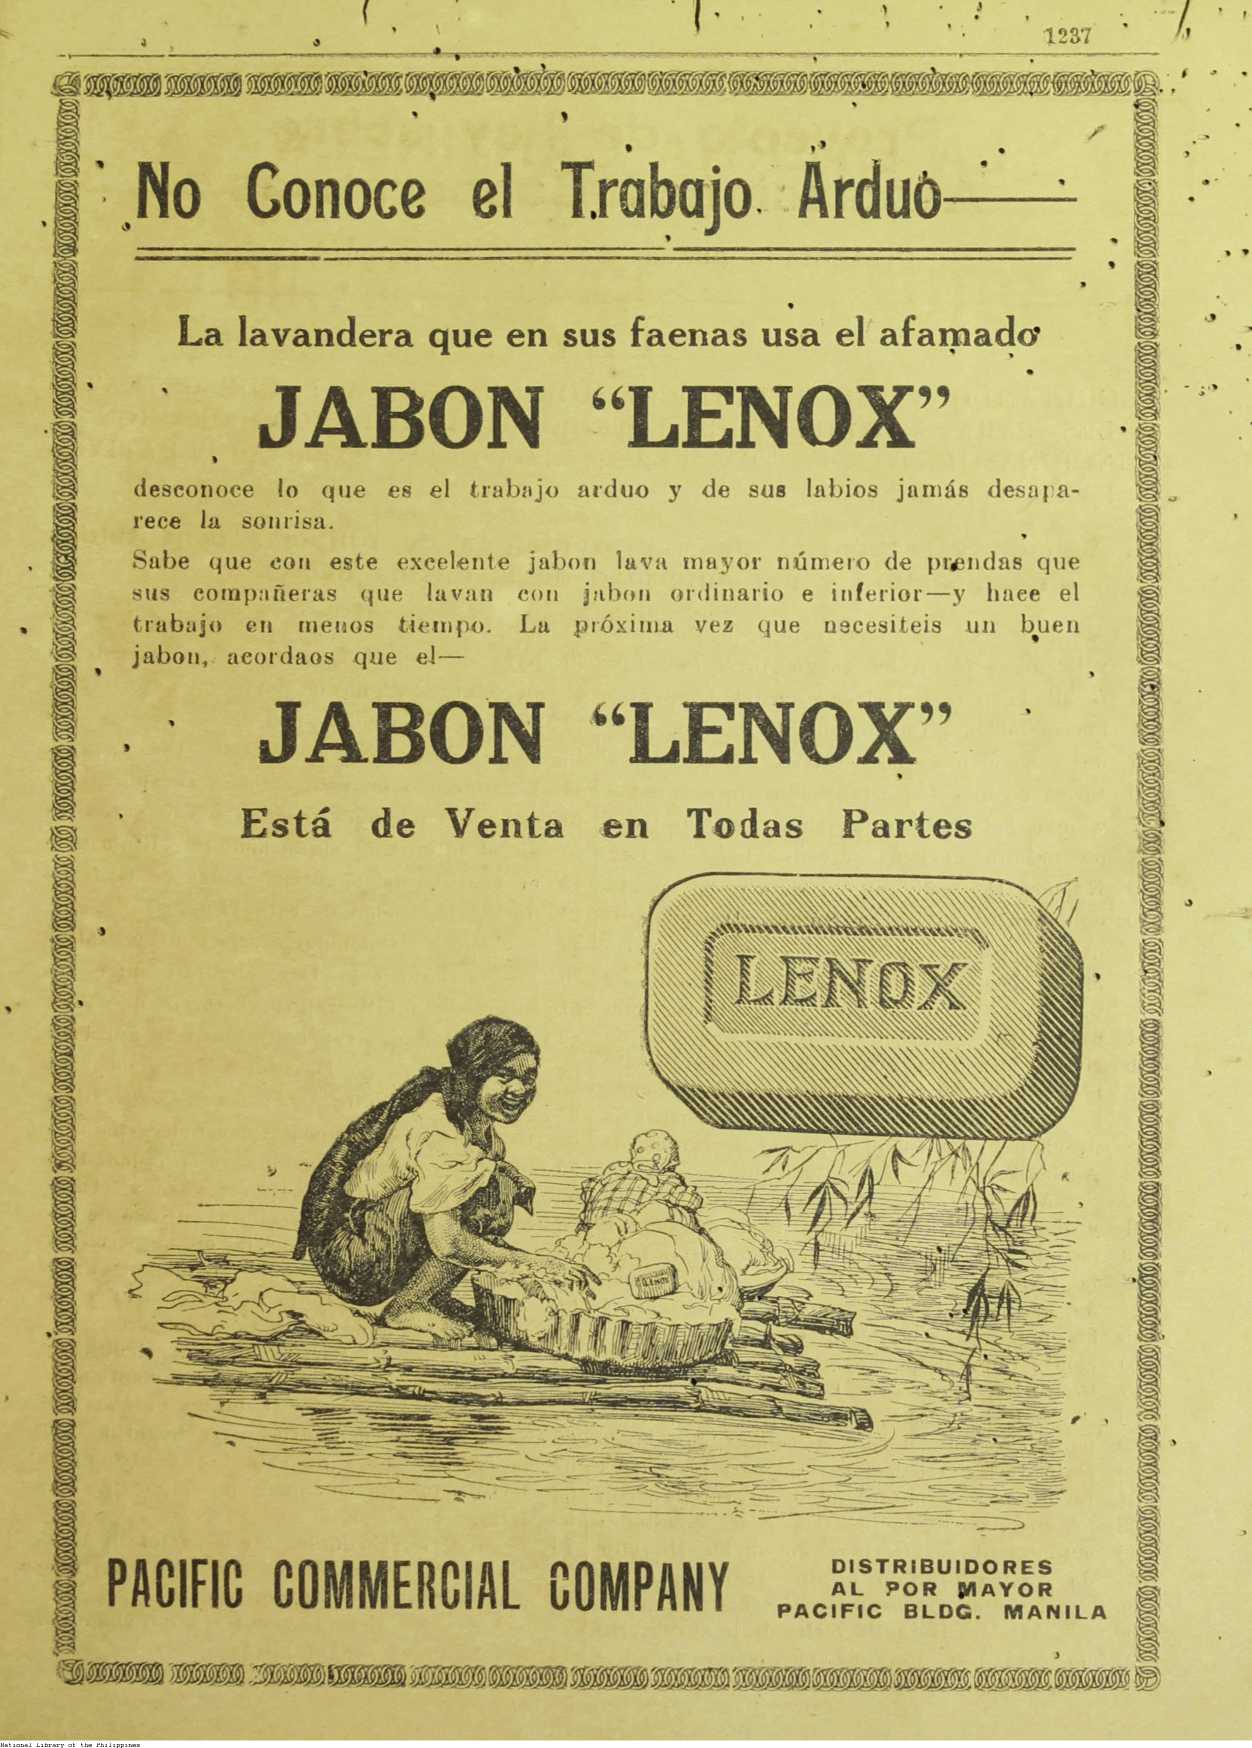 1237
No Conoce el Trabajo Arduo—
La lavandera que en sus faenas usa el afamado
JABON “LENOX”
desconoce lo que es el trabajo arduo y de sus labios jamás desapa-
rece la sonrisa.
Sabe que con este excelente jabon lava mayor número de prendas que
sus compañeras que lavan con jabon ordinario e inferior—y hace el
trabajo en menos tiempo. La próxima vez que necesiteis un buen
jabon, acordaos que el—
JABON “LENOX”
Está de Venta en Todas Partes
LENOX
LENOX
PACIFIC COMMERCIAL COMPANY
DISTRIBUIDORES
AL POR MAYOR
PACIFIC BLDG. MANILA
National Library of the Philippines